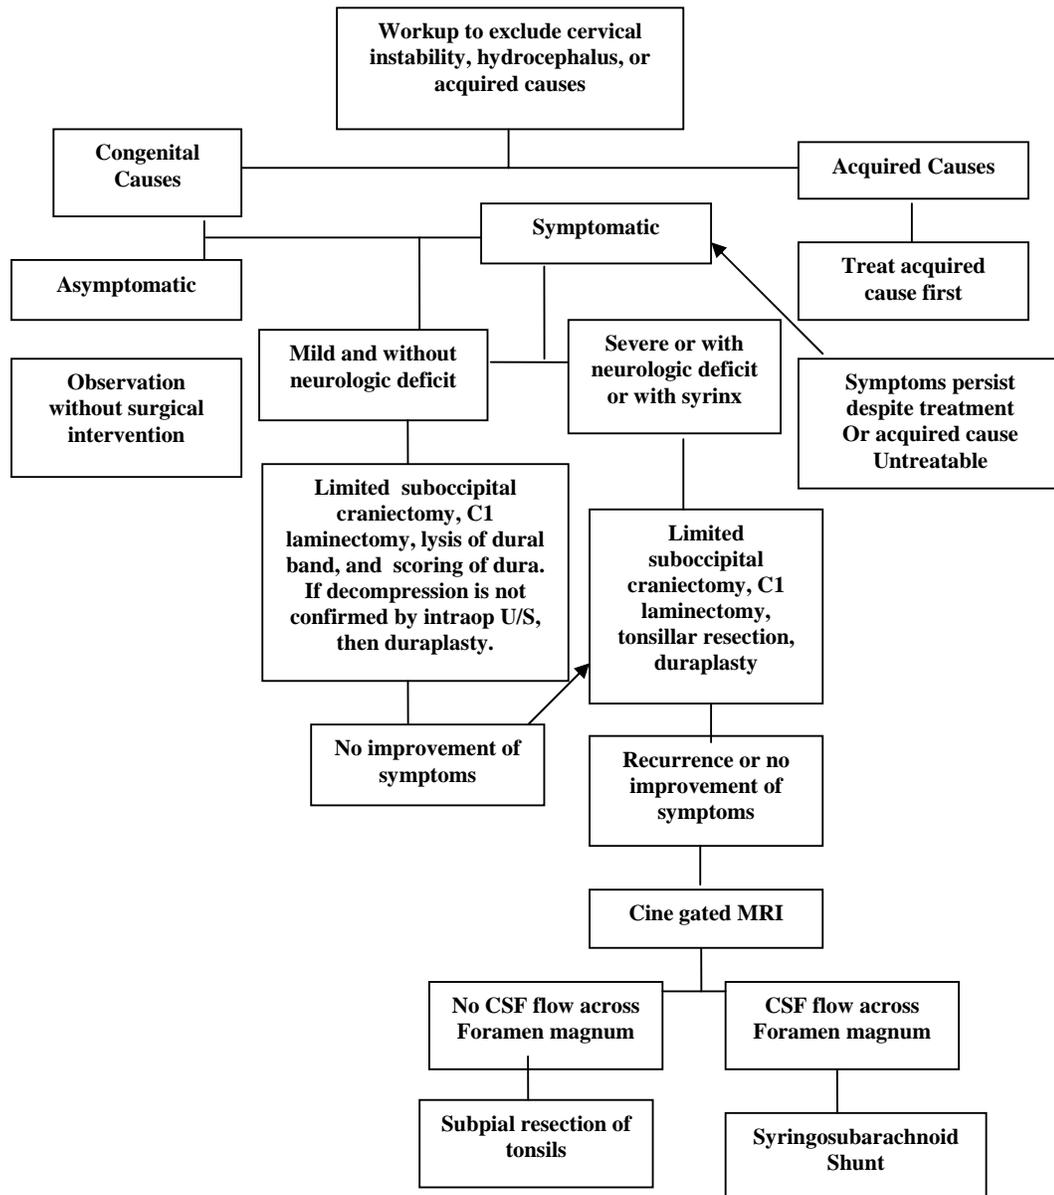 Workup to exclude cervical
instability, hydrocephalus, or
acquired causes
Congenital
Causes
Acquired Causes
Symptomatic
Asymptomatic
Treat acquired
cause first
Mild and without
neurologic deficit
Severe or with
neurologic deficit
or with syrinx
Observation
without surgical
intervention
Symptoms persist
despite treatment
Or acquired cause
Untreatable
Limited suboccipital
craniectomy, C1
laminectomy, lysis of dural
band, and scoring of dura.
If decompression is not
confirmed by intraop U/S,
then duraplasty.
Limited
suboccipital
craniectomy, C1
laminectomy,
tonsillar resection,
duraplasty
No improvement of
symptoms
Recurrence or no
improvement of
symptoms
Cine gated MRI
No CSF flow across
Foramen magnum
CSF flow across
Foramen magnum
Subpial resection of
tonsils
Syringosubarachnoid
Shunt